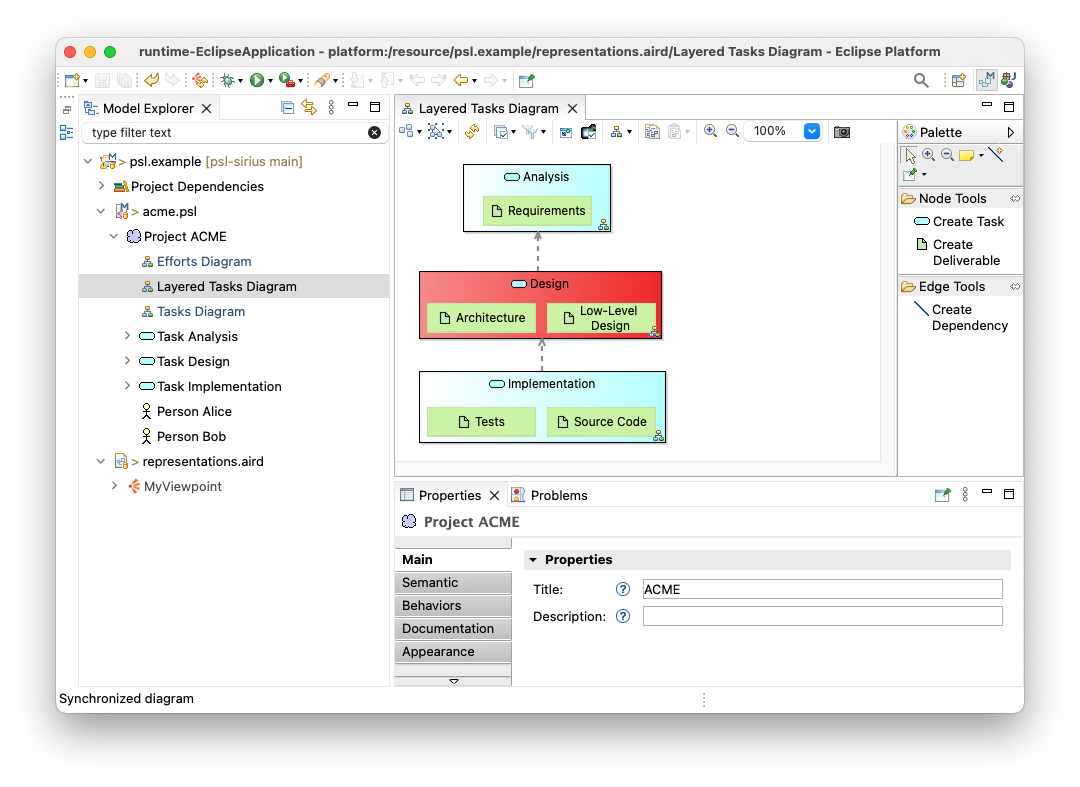 runtime-EclipseApplication - platform:/resource/psl.example/representations.aird/Layered Tasks Diagram - Eclipse Platform
Model Explorer
type filter text
> psl.example [psl-sirius main]
Project Dependencies
> acme.psl
Project ACME
Efforts Diagram
Layered Tasks Diagram
Tasks Diagram
Task Analysis
Task Design
Task Implementation
Person Alice
Person Bob
> representations.aird
MyViewpoint
Layered Tasks Diagram
100%
Analysis
Requirements
Design
Architecture
Low-Level
Design
Implementation
Tests
Source Code
Palette
Node Tools
Create Task
Create
Deliverable
Edge Tools
Create
Dependency
Properties
Problems
Project ACME
Main
Semantic
Behaviors
Documentation
Appearance
Properties
Title:
ACME
Description:
Synchronized diagram